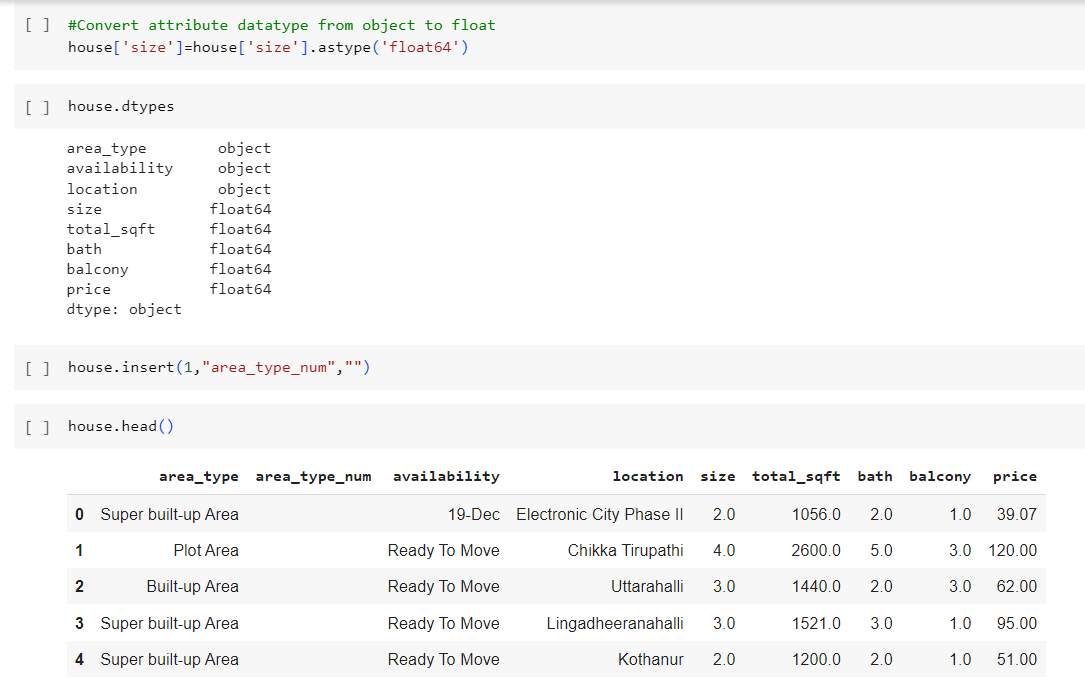 [ ] #Convert attribute datatype from object to float
house['size']=house['size'].astype('float64')
[ ] house.dtypes
area_type object
availability object
location object
size float64
total_sqft float64
bath float64
balcony float64
price float64
dtype: object
[ ] house.insert(1,"area_type_num","")
[ ] house.head()
area_type area_type_num availability location size total_sqft bath balcony price
0 Super built-up Area 19-Dec Electronic City Phase II 2.0 1056.0 2.0 1.0 39.07
1 Plot Area Ready To Move Chikka Tirupathi 4.0 2600.0 5.0 3.0 120.00
2 Built-up Area Ready To Move Uttarahalli 3.0 1440.0 2.0 3.0 62.00
3 Super built-up Area Ready To Move Lingadheeranahalli 3.0 1521.0 3.0 1.0 95.00
4 Super built-up Area Ready To Move Kothanur 2.0 1200.0 2.0 1.0 51.00